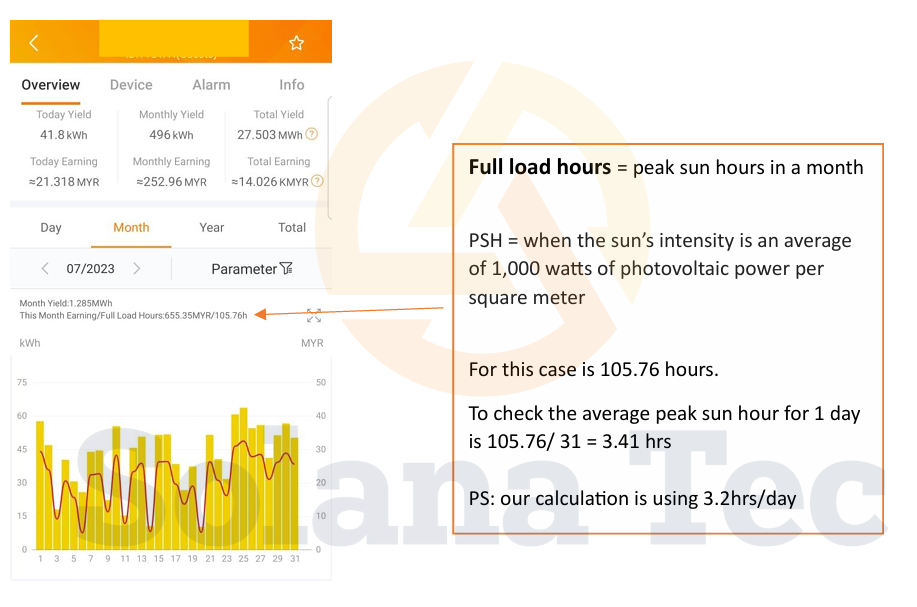 Overview Device Alarm Info
Today Yield Monthly Yield Total Yield
41.8 kWh 496 kWh 27.503 MWh ?
Today Earning Monthly Earning Total Earning
≈21.318 MYR ≈252.96 MYR ≈14.026 KMYR ?
Day Month Year Total
07/2023 Parameter
Month Yield:1.285MWh
This Month Earning/Full Load Hours:655.35MYR/105.76h
kWh MYR
75 50
60 40
45 30
30 20
15 10
0 0
1 3 5 7 9 11 13 15 17 19 21 23 25 27 29 31
Full load hours = peak sun hours in a month
PSH = when the sun's intensity is an average
of 1,000 watts of photovoltaic power per
square meter
For this case is 105.76 hours.
To check the average peak sun hour for 1 day
is 105.76/ 31 = 3.41 hrs
PS: our calculation is using 3.2hrs/day
Solana Tec